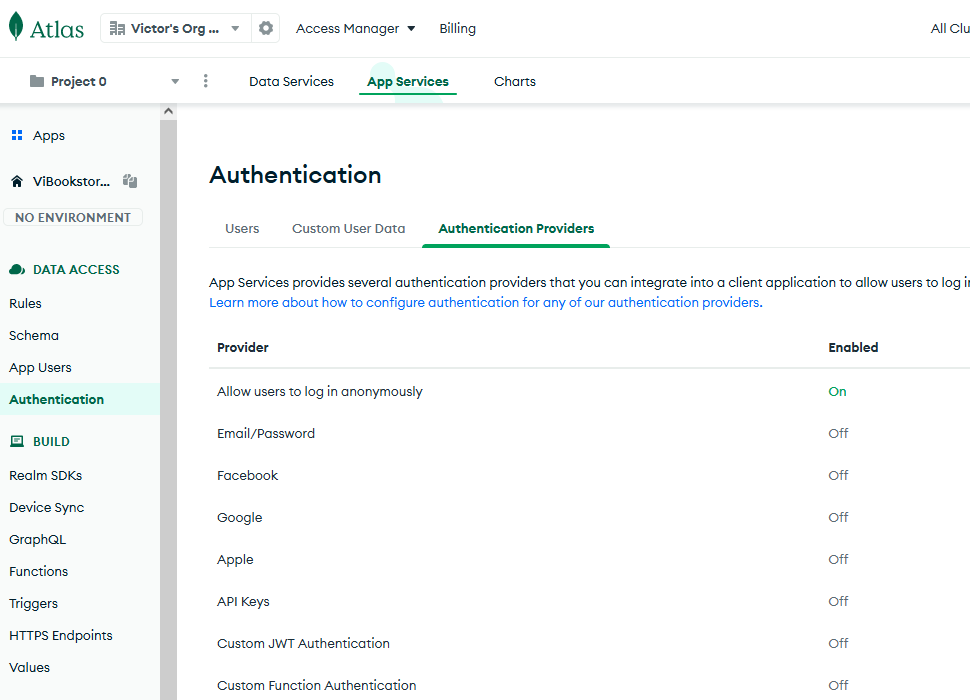 Atlas
Victor's Org ...
Access Manager
Billing
All Clu
Project 0
Data Services
App Services
Charts
Apps
ViBookstor...
NO ENVIRONMENT
DATA ACCESS
Rules
Schema
App Users
Authentication
BUILD
Realm SDKs
Device Sync
GraphQL
Functions
Triggers
HTTPS Endpoints
Values
Authentication
Users
Custom User Data
Authentication Providers
App Services provides several authentication providers that you can integrate into a client application to allow users to log in
Learn more about how to configure authentication for any of our authentication providers.
Provider Enabled
Allow users to log in anonymously On
Email/Password Off
Facebook Off
Google Off
Apple Off
API Keys Off
Custom JWT Authentication Off
Custom Function Authentication Off